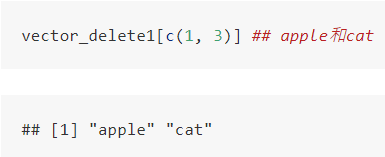 vector_delete1[c(1, 3)] ## apple和cat
## [1] "apple" "cat"